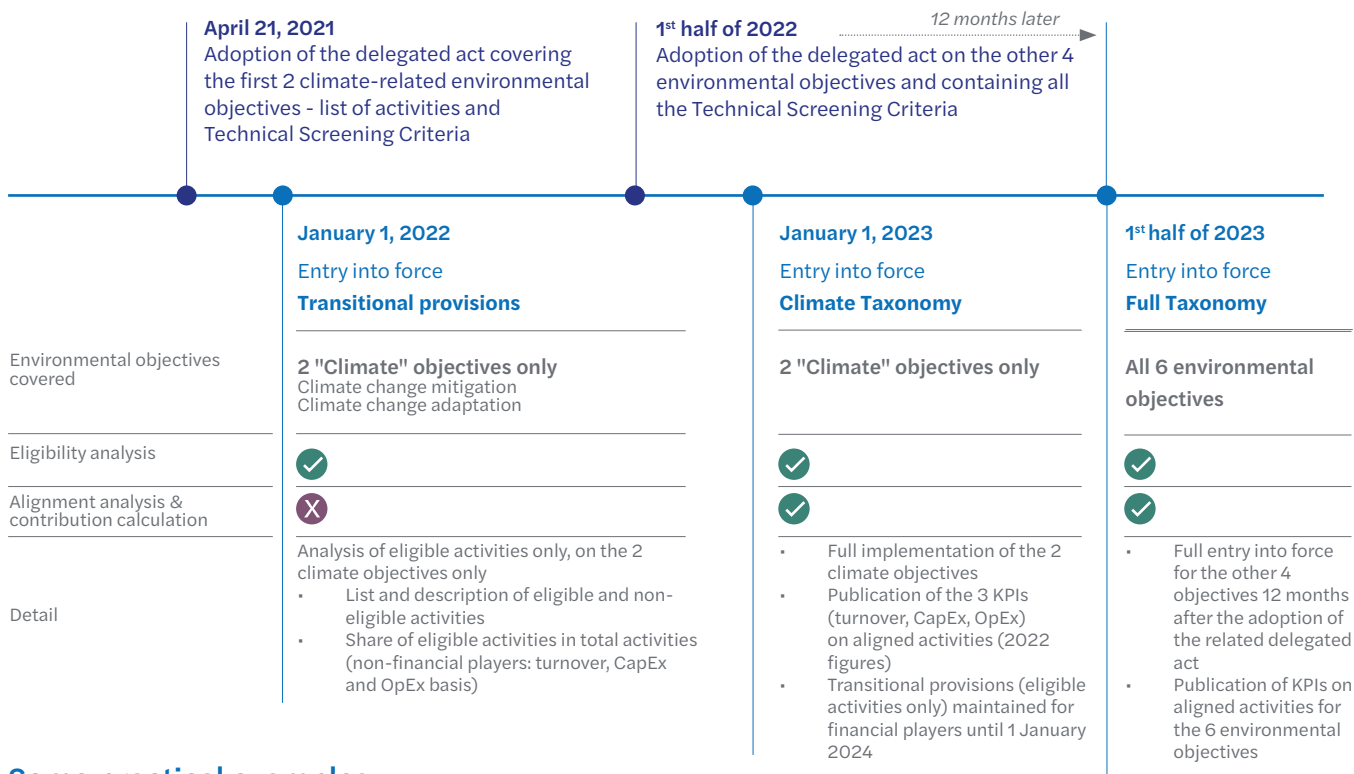 April 21, 2021
Adoption of the delegated act covering
the first 2 climate-related environmental
objectives - list of activities and
Technical Screening Criteria
1st half of 2022
12 months later
Adoption of the delegated act on the other 4
environmental objectives and containing all
the Technical Screening Criteria
January 1, 2022
Entry into force
Transitional provisions
January 1, 2023
Entry into force
Climate Taxonomy
1st half of 2023
Entry into force
Full Taxonomy
Environmental objectives
covered
2 "Climate" objectives only
Climate change mitigation
Climate change adaptation
2 "Climate" objectives only
All 6 environmental
objectives
Eligibility analysis
Alignment analysis &
contribution calculation
X
Detail
Analysis of eligible activities only, on the 2
climate objectives only
• List and description of eligible and non-
eligible activities
• Share of eligible activities in total activities
(non-financial players: turnover, CapEx
and OpEx basis)
• Full implementation of the 2
climate objectives
• Publication of the 3 KPIs
(turnover, CapEx, OpEx)
on aligned activities (2022
figures)
• Transitional provisions (eligible
activities only) maintained for
financial players until 1 January
2024
• Full entry into force
for the other 4
objectives 12 months
after the adoption of
the related delegated
act
• Publication of KPIs on
aligned activities for
the 6 environmental
objectives